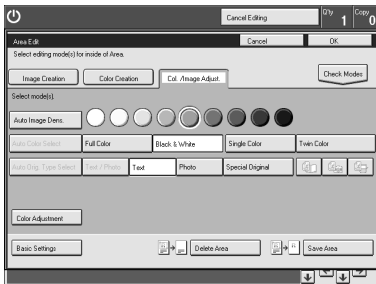 Cancel Editing
Q'ty 1 Copy 0
Area Edit Cancel OK
Select editing mode(s) for inside of Area.
Image Creation Color Creation Col. /Image Adjust. Check Modes
Select mode(s).
Auto Image Dens.
Auto Color Select Full Color Black & White Single Color Twin Color
Auto Orig. Type Select Text / Photo Text Photo Special Original
Color Adjustment
Basic Settings Delete Area Save Area